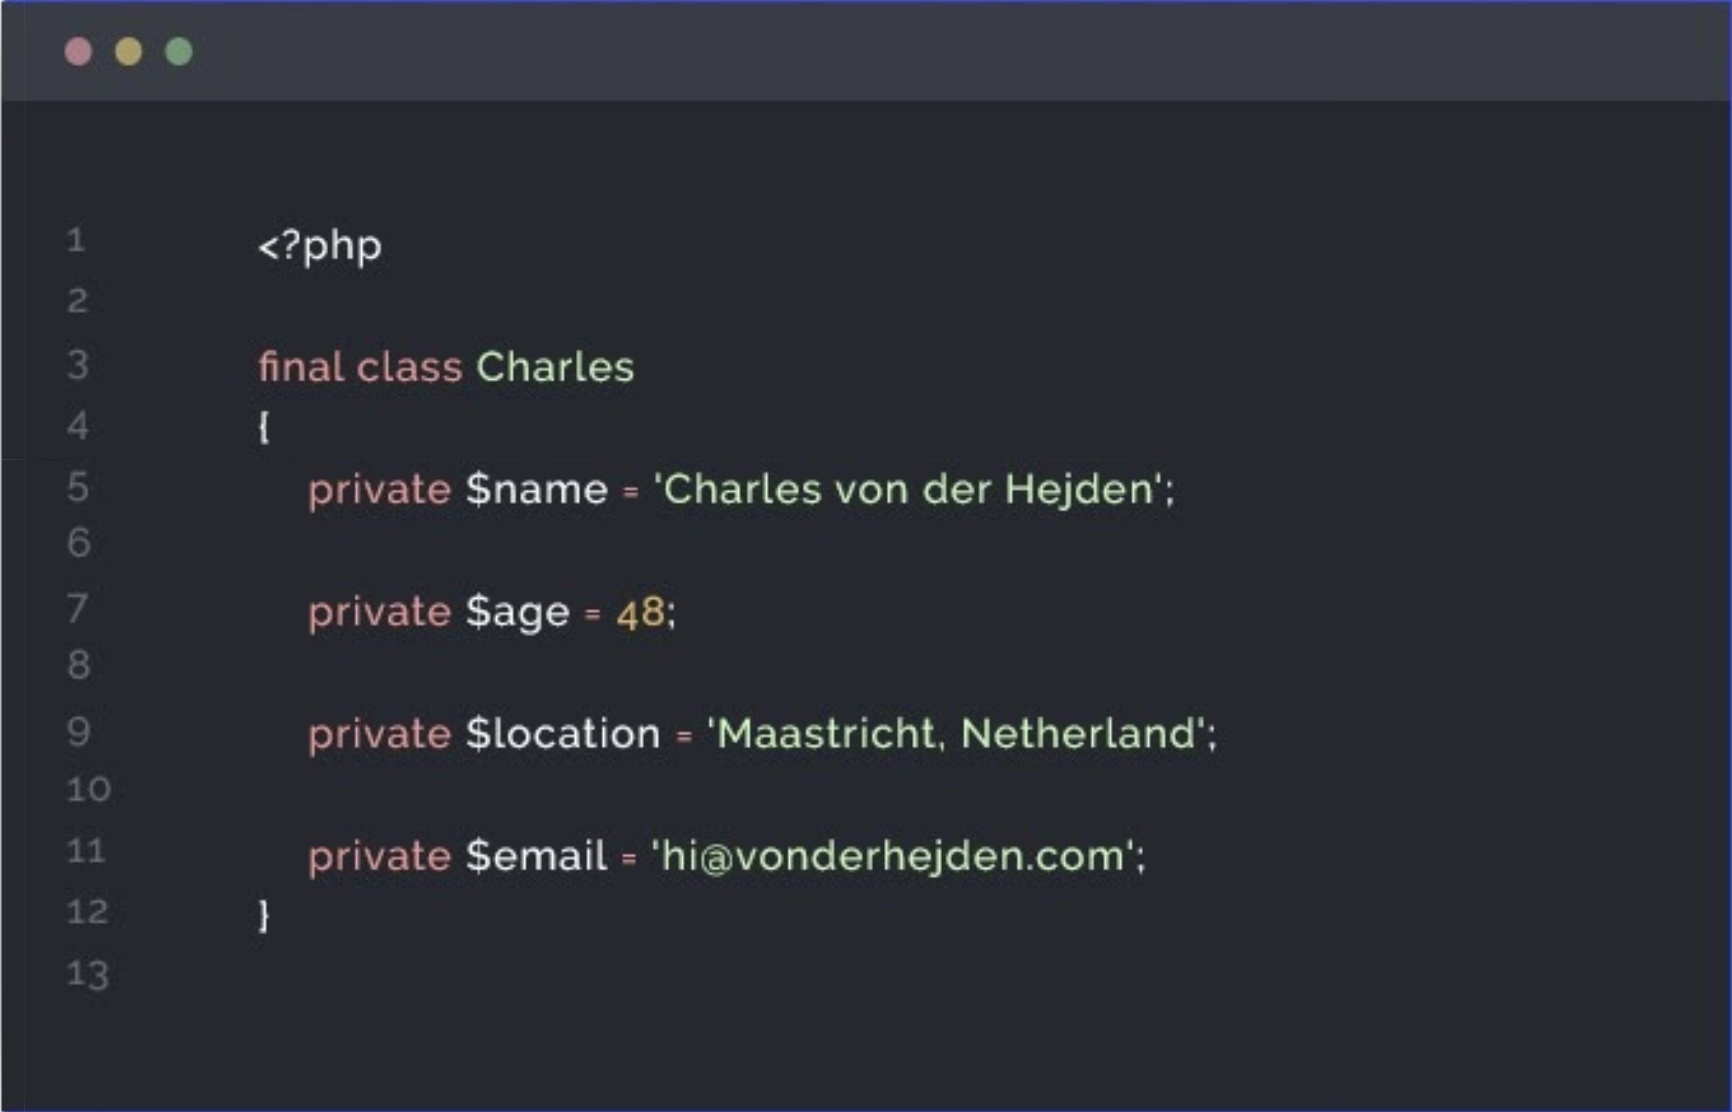 1 <?php
2
3 final class Charles
4 {
5 private $name = 'Charles von der Hejden';
6
7 private $age = 48;
8
9 private $location = 'Maastricht, Netherland';
10
11 private $email = 'hi@vonderhejden.com';
12 }
13